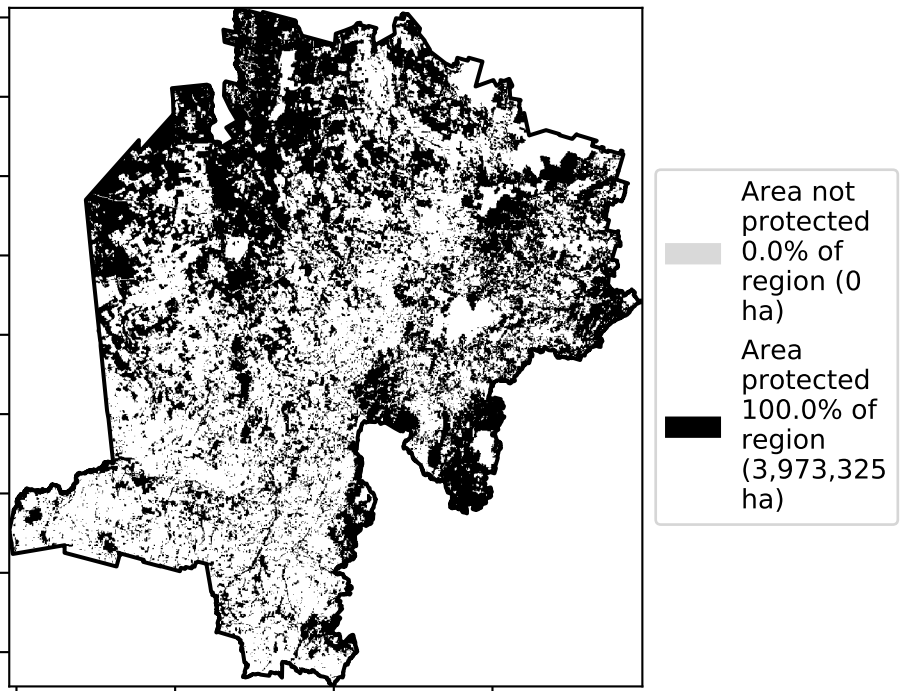 Area not
protected
0.0% of
region (0
ha)
Area
protected
100.0% of
region
(3,973,325
ha)